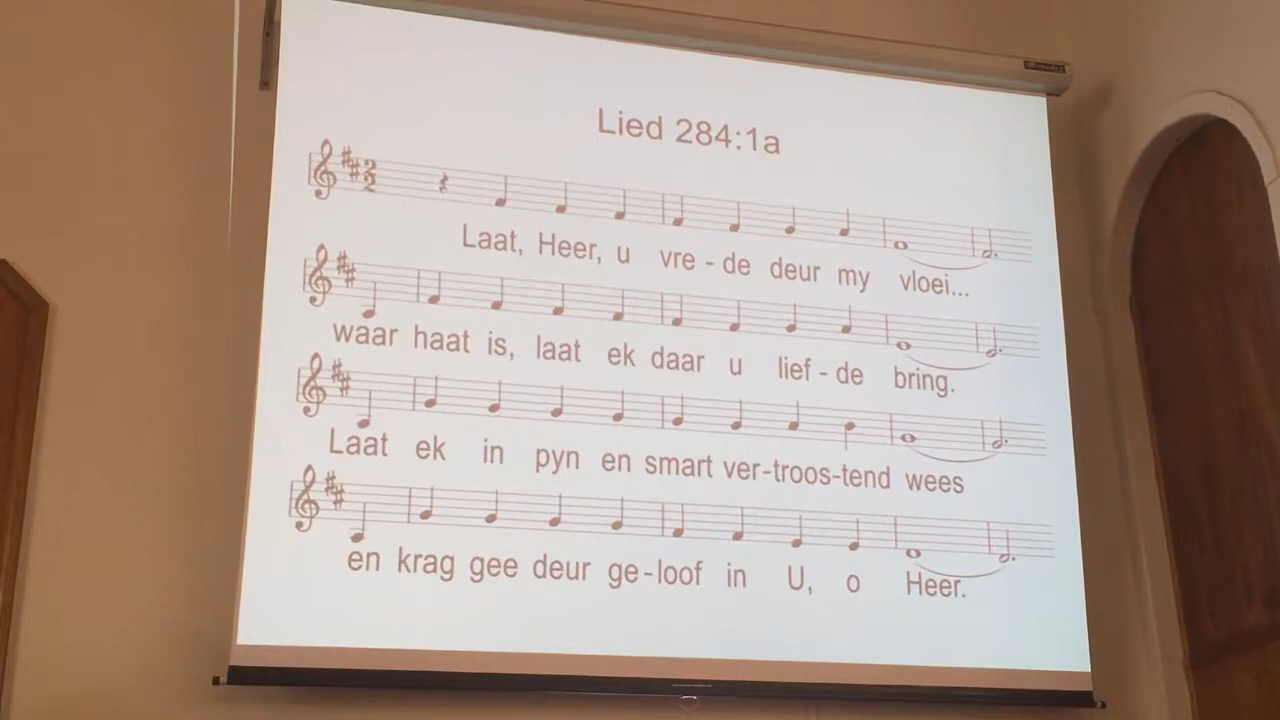 Lied 284:1a
Laat, Heer, u vre - de deur my vloei...
waar haat is, laat ek daar u lief - de bring.
Laat ek in pyn en smart ver-troos-tend wees
en krag gee deur ge-loof in U, o Heer.